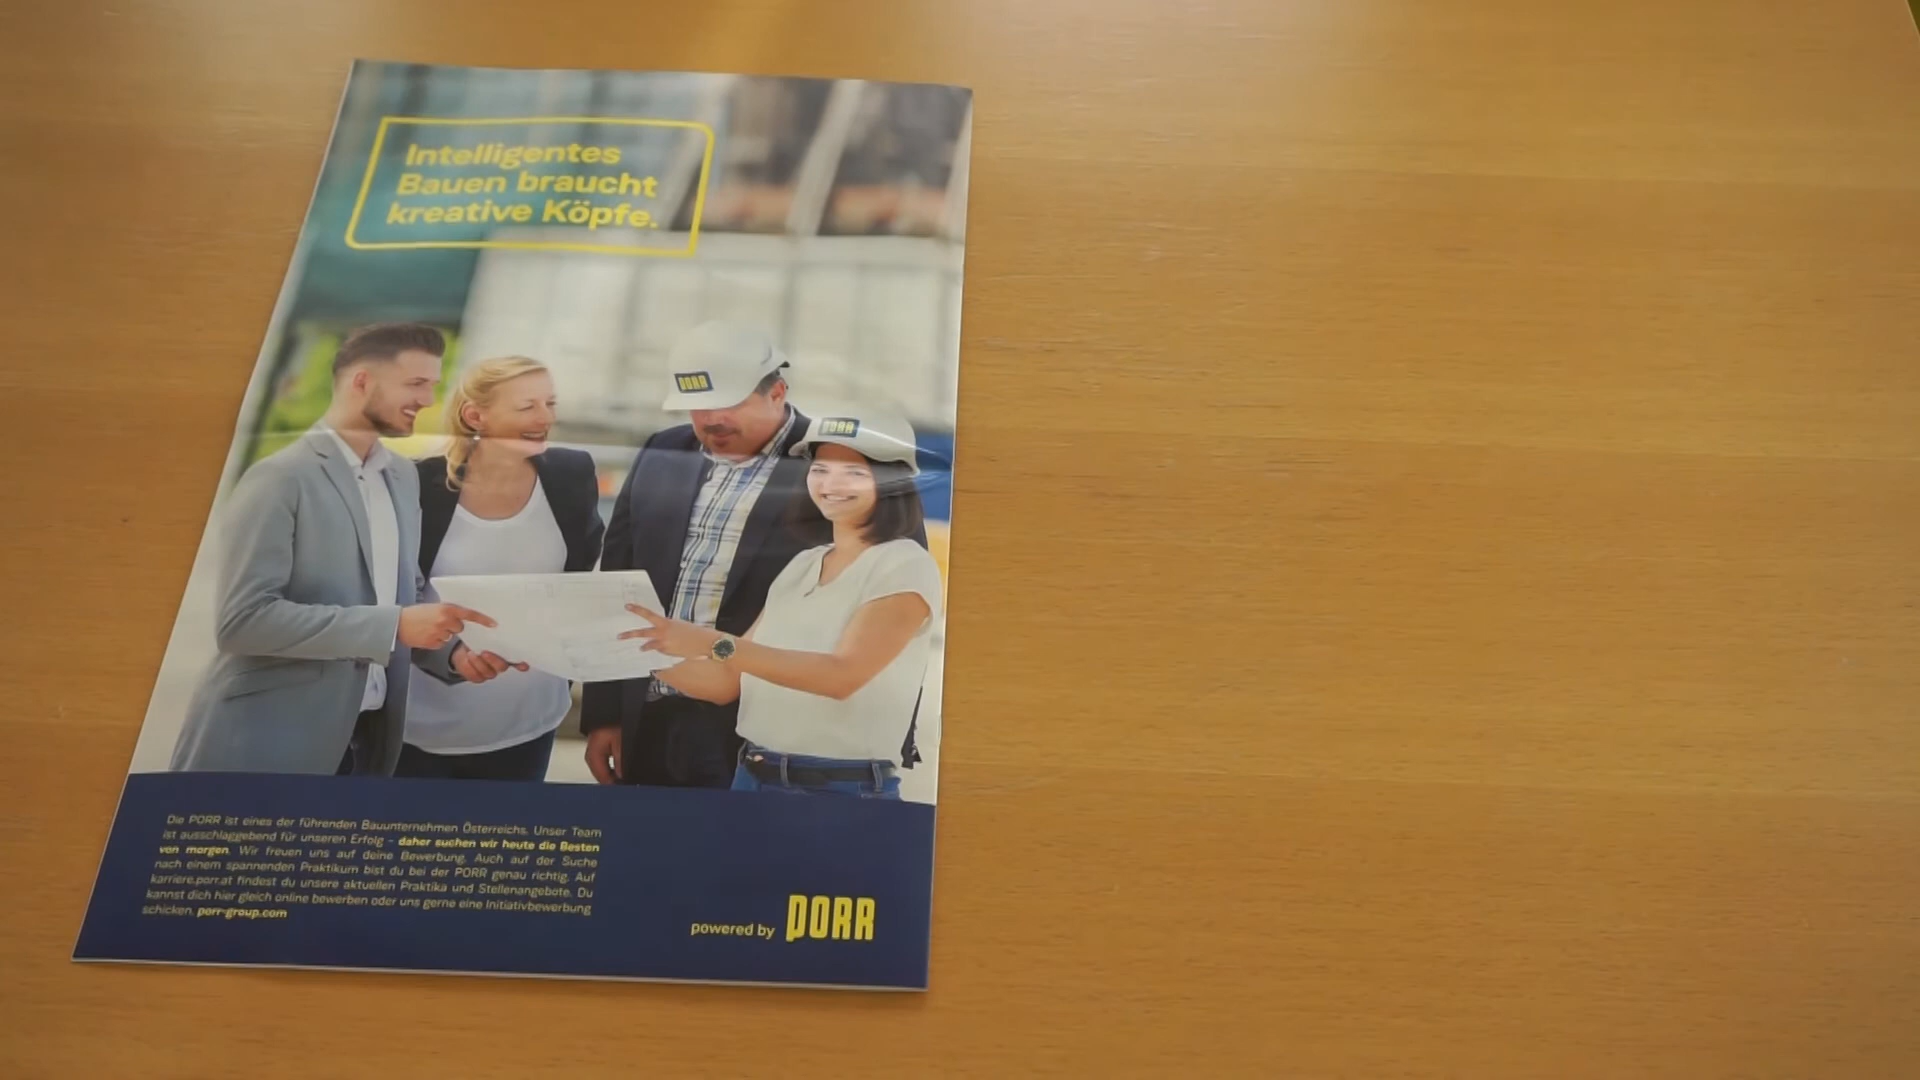 Intelligentes
Bauen braucht
kreative Köpfe.
PORR
PORR
Die PORR ist eines der führenden Bauunternehmen Österreichs. Unser Team
ist ausschlaggebend für unseren Erfolg – daher suchen wir heute die Besten
von morgen. Wir freuen uns auf deine Bewerbung. Auch auf der Suche
nach einem spannenden Praktikum bist du bei der PORR genau richtig. Auf
karriere.porr.at findest du unsere aktuellen Praktika und Stellenangebote. Du
kannst dich hier gleich online bewerben oder uns gerne eine Initiativbewerbung
schicken. porr-group.com
powered by PORR